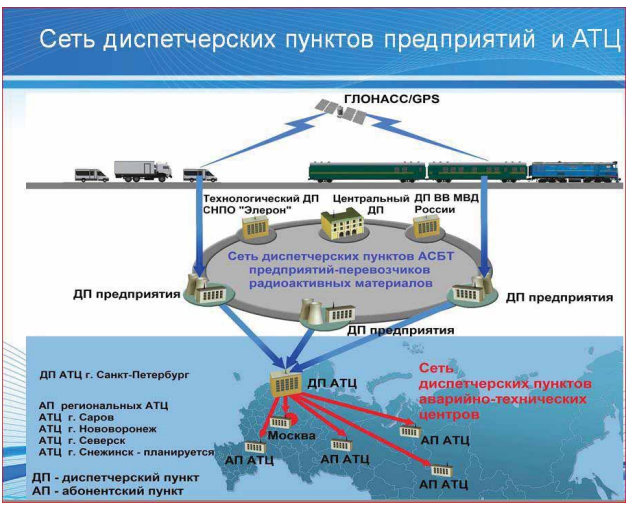 Сеть диспетчерских пунктов предприятий и АТЦ
ГЛОНАСС/GPS
Технологический ДП
СНПО "Элерон"
Центральный
ДП
ДП ВВ МВД
России
Сеть диспетчерских пунктов АСБТ
предприятий-перевозчиков
радиоактивных материалов
ДП предприятия
ДП предприятия
ДП предприятия
ДП АТЦ г. Санкт-Петербург
ДП АТЦ
Сеть
диспетчерских пунктов
аварийно-технических
центров
АП региональных АТЦ
АТЦ г. Саров
АТЦ г. Нововоронеж
АТЦ г. Северск
АТЦ г. Снежинск - планируется
Москва
АП АТЦ
АП АТЦ
АП АТЦ
АП АТЦ
ДП - диспетчерский пункт
АП - абонентский пункт